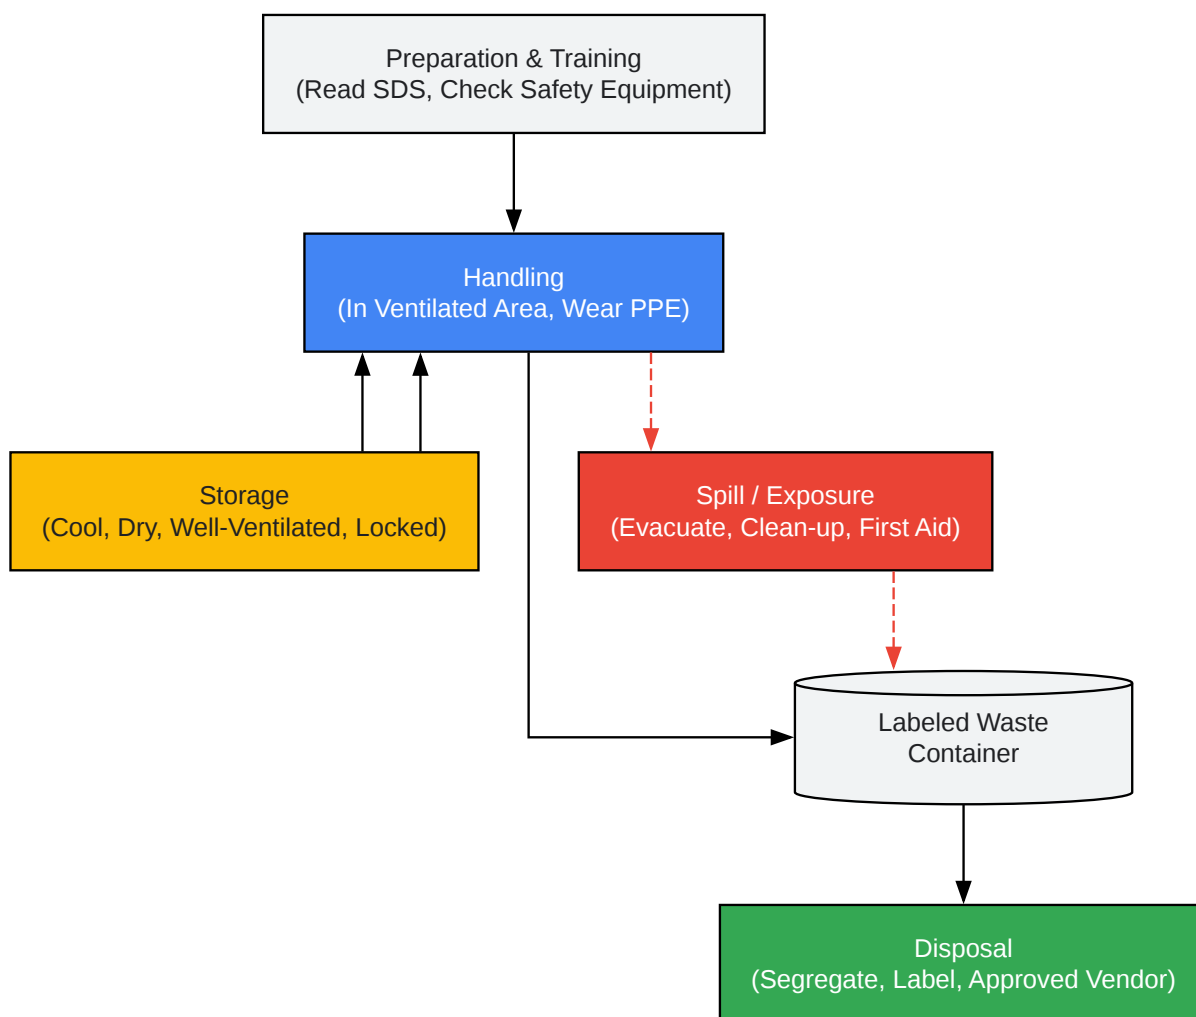 Preparation & Training
(Read SDS, Check Safety Equipment)
Handling
(In Ventilated Area, Wear PPE)
Storage
(Cool, Dry, Well-Ventilated, Locked)
Spill / Exposure
(Evacuate, Clean-up, First Aid)
Labeled Waste
Container
Disposal
(Segregate, Label, Approved Vendor)